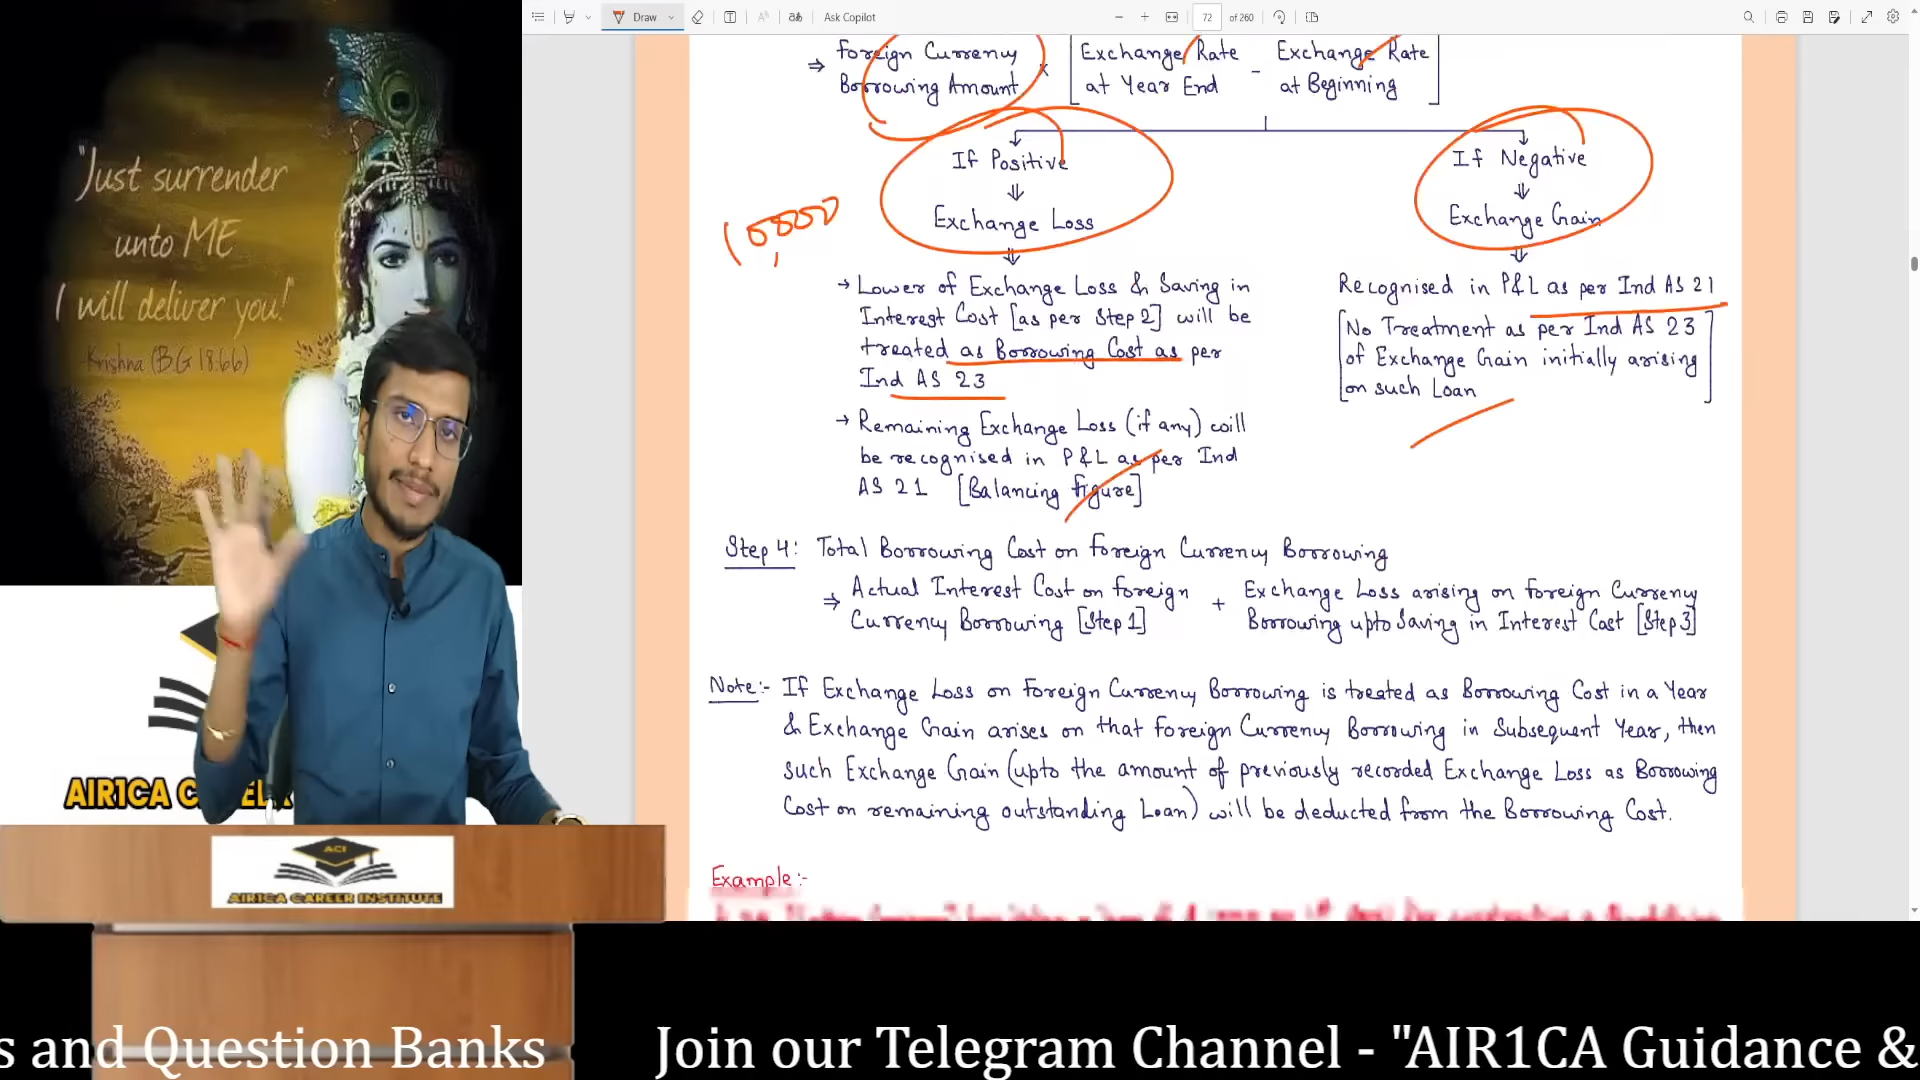 Draw
Ask Copilot
72 of 260
"Just surrender
unto ME
I will deliver you!"
Krishna (B.G 18.66)
⇒ Foreign Currency Borrowing Amount × [Exchange Rate at Year End - Exchange Rate at Beginning]
If Positive
⇓
Exchange Loss
⇓
→ Lower of Exchange Loss & Saving in
Interest Cost [as per Step 2] will be
treated as Borrowing Cost as per
Ind AS 23
→ Remaining Exchange Loss (if any) will
be recognised in P&L as per Ind
AS 21 [Balancing figure]
If Negative
⇓
Exchange Gain
⇓
Recognised in P&L as per Ind AS 21
[No Treatment as per Ind AS 23
of Exchange Gain initially arising
on such Loan]
Step 4: Total Borrowing Cost on Foreign Currency Borrowing
⇒ Actual Interest Cost on Foreign Currency Borrowing [Step 1] + Exchange Loss arising on Foreign Currency Borrowing upto Saving in Interest Cost [Step 3]
Note:- If Exchange Loss on Foreign Currency Borrowing is treated as Borrowing Cost in a Year
& Exchange Gain arises on that Foreign Currency Borrowing in Subsequent Year, then
such Exchange Gain (upto the amount of previously recorded Exchange Loss as Borrowing
Cost on remaining outstanding Loan) will be deducted from the Borrowing Cost.
Example:-
AIR1CA
ACI
AIR1CA CAREER INSTITUTE
s and Question Banks
Join our Telegram Channel - "AIR1CA Guidance &